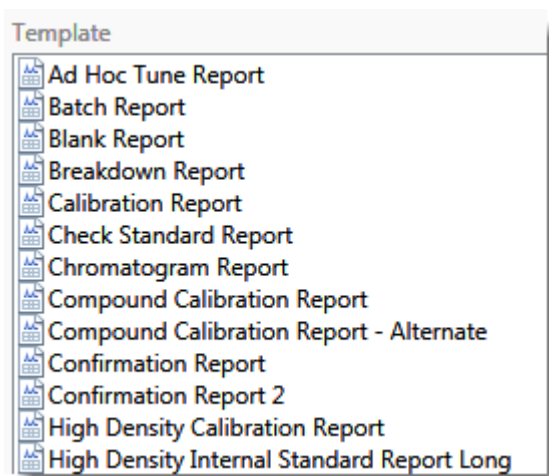 Template
Ad Hoc Tune Report
Batch Report
Blank Report
Breakdown Report
Calibration Report
Check Standard Report
Chromatogram Report
Compound Calibration Report
Compound Calibration Report - Alternate
Confirmation Report
Confirmation Report 2
High Density Calibration Report
High Density Internal Standard Report Long